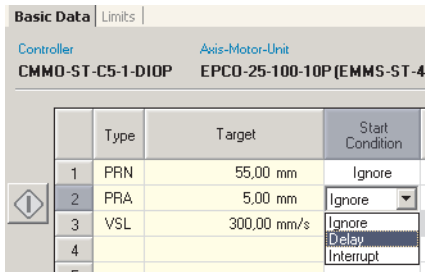 Basic Data Limits
Controller Axis-Motor-Unit
CMMO-ST-C5-1-DIOP EPCO-25-100-10P (EMMS-ST-4
Type Target Start Condition
1 PRN 55,00 mm Ignore
2 PRA 5,00 mm Ignore
3 VSL 300,00 mm/s Ignore
Delay
4 Interrupt